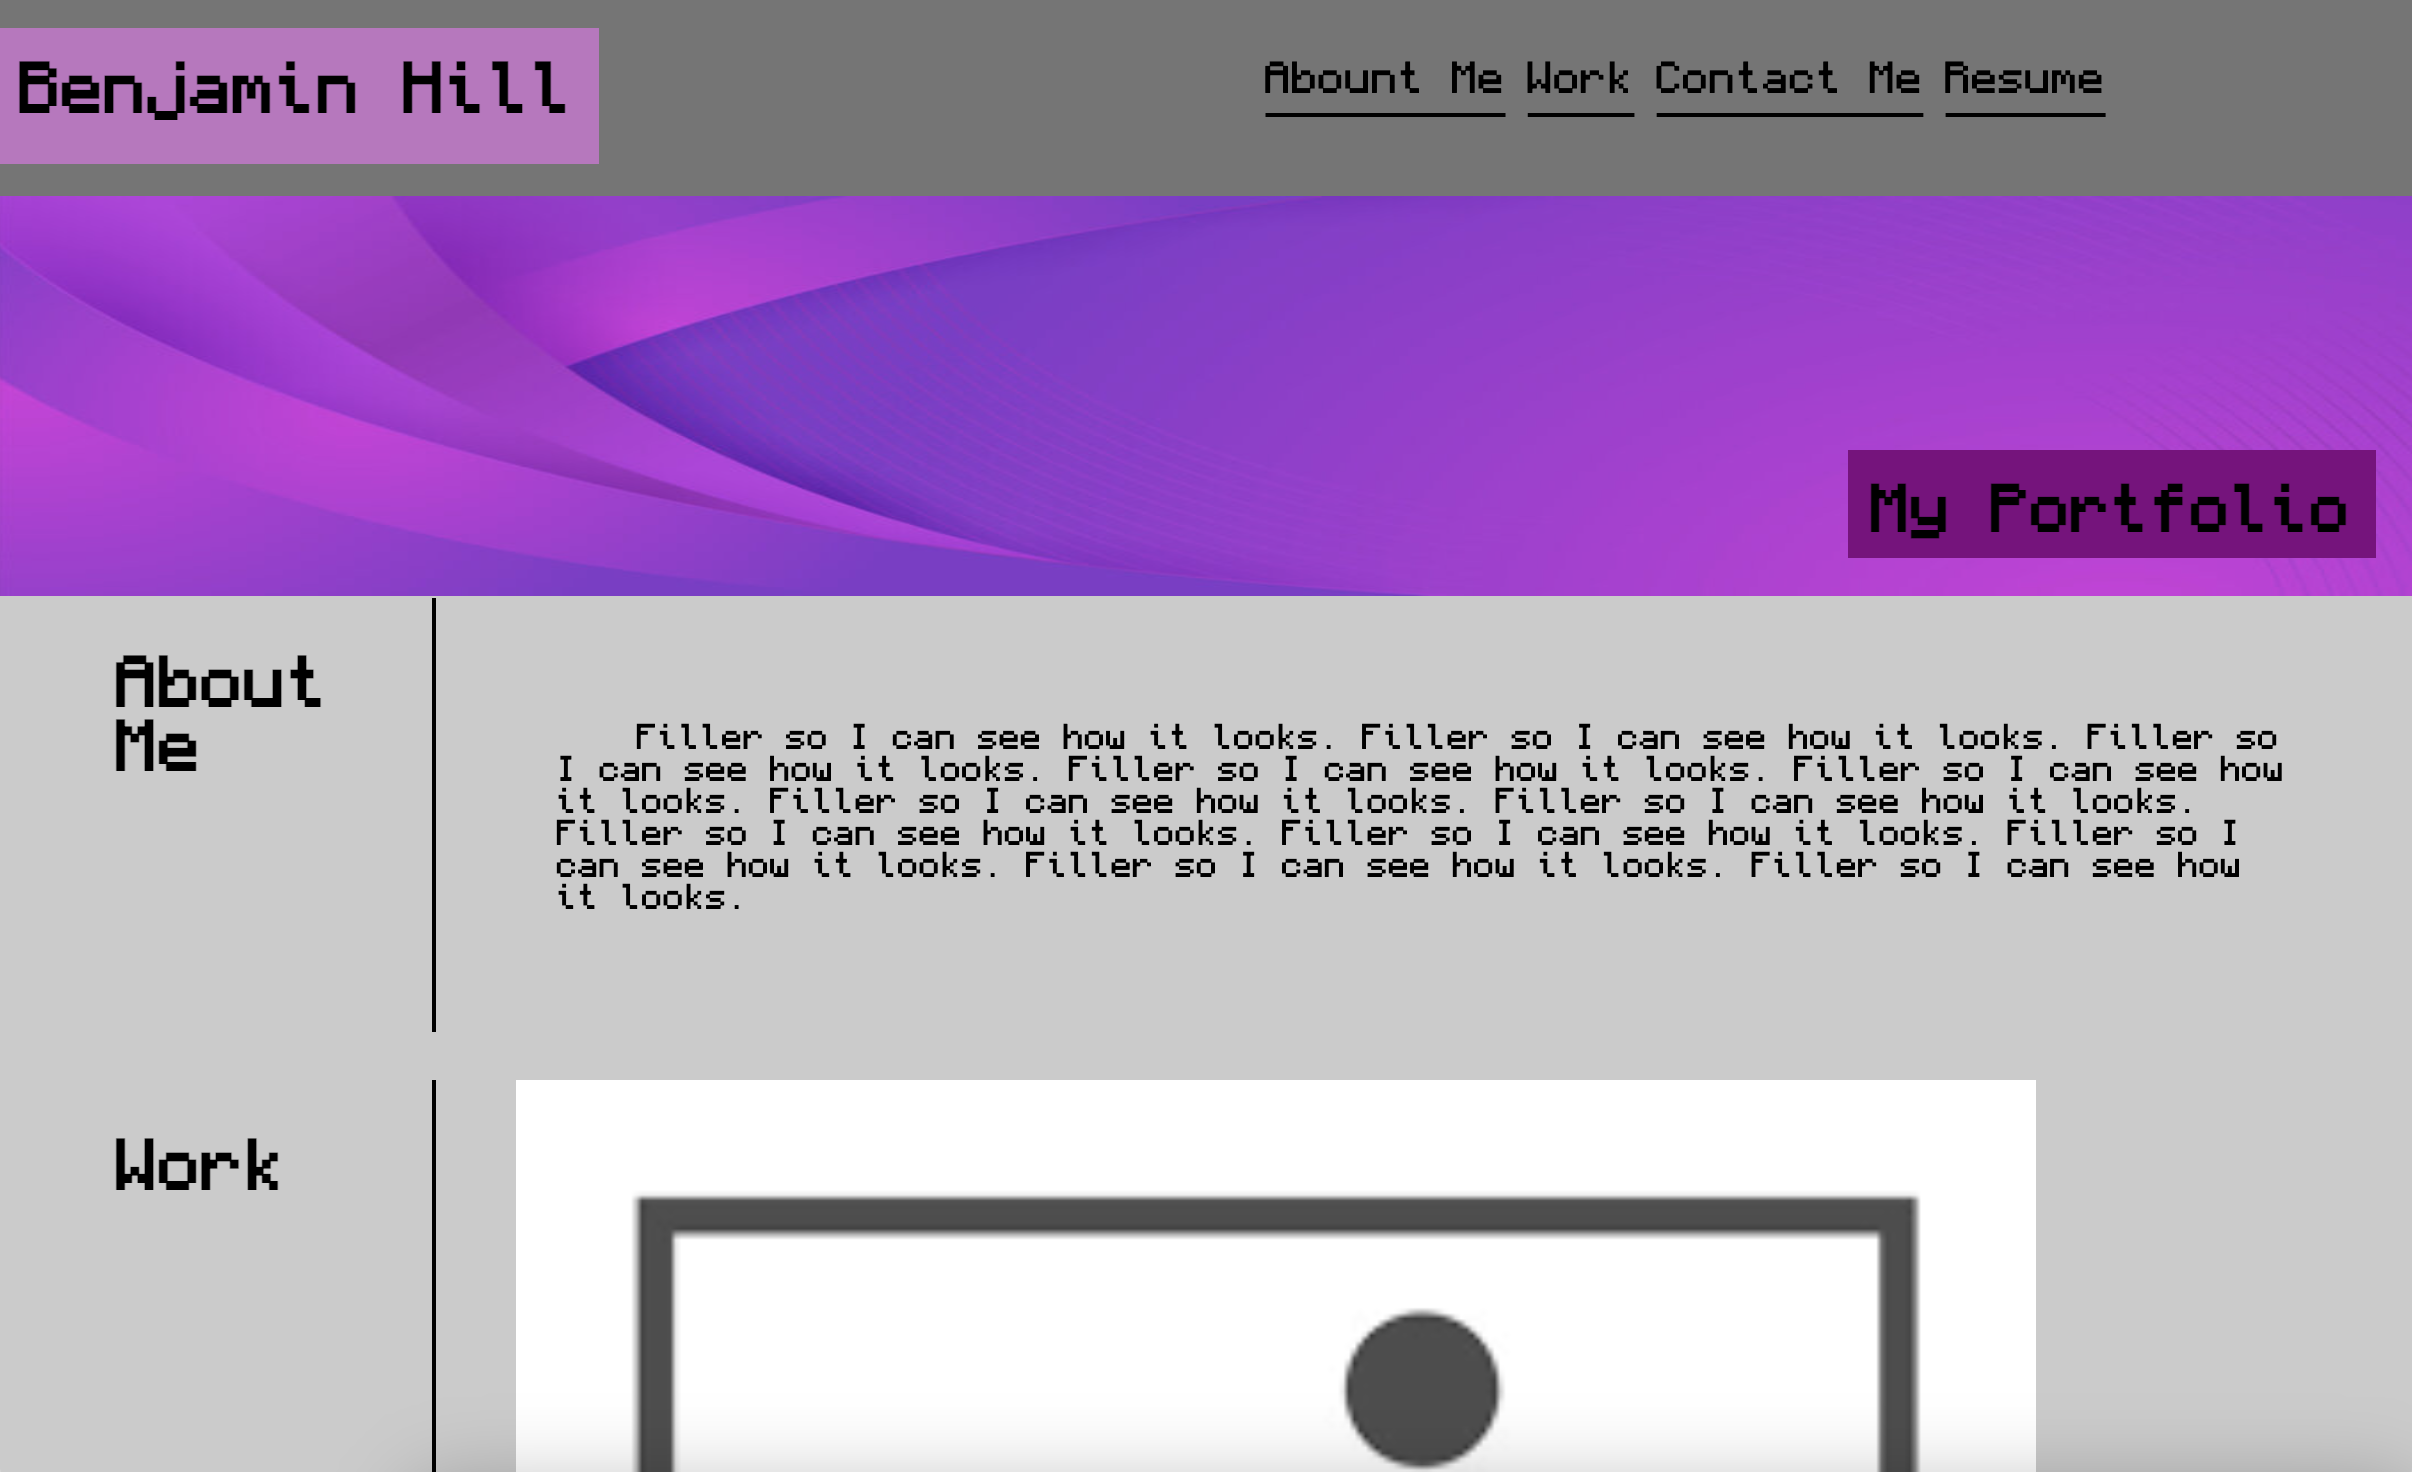 Benjamin Hill
Abount Me Work Contact Me Resume
My Portfolio
About
Me
Filler so I can see how it looks. Filler so I can see how it looks. Filler so
I can see how it looks. Filler so I can see how it looks. Filler so I can see how
it looks. Filler so I can see how it looks. Filler so I can see how it looks.
Filler so I can see how it looks. Filler so I can see how it looks. Filler so I
can see how it looks. Filler so I can see how it looks. Filler so I can see how
it looks.
Work